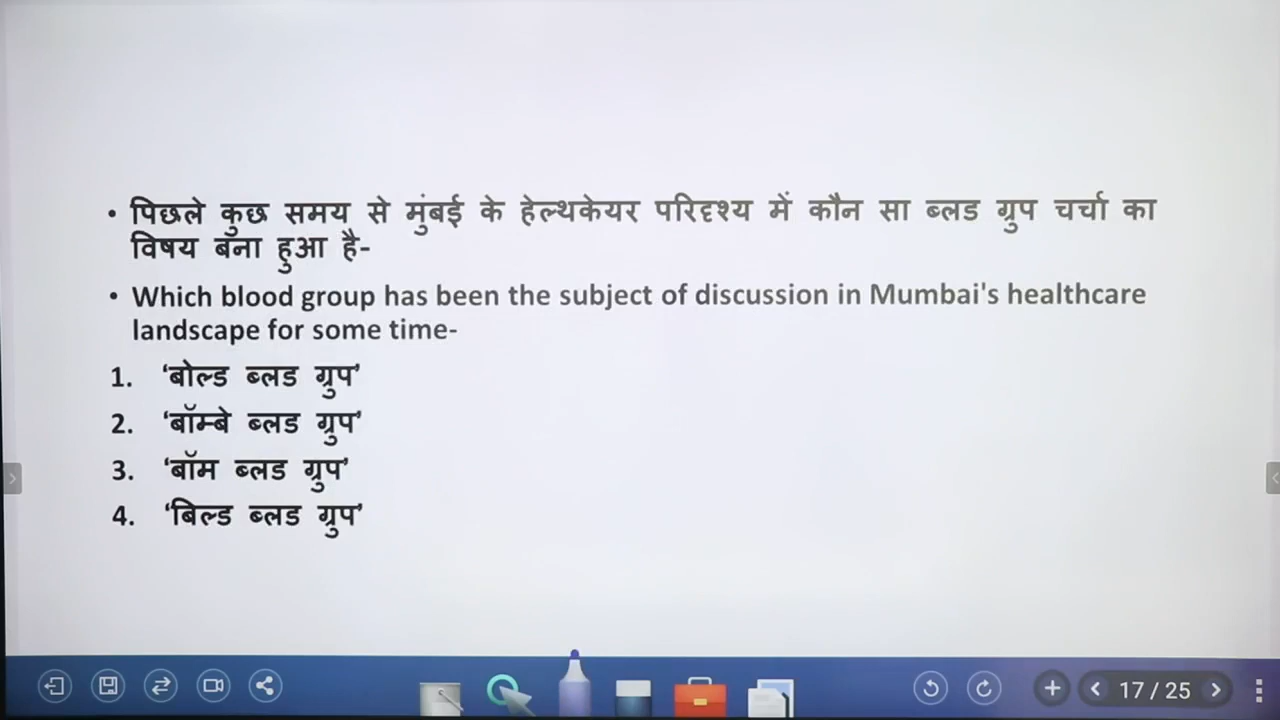 • पिछले कुछ समय से मुंबई के हेल्थकेयर परिदृश्य में कौन सा ब्लड ग्रुप चर्चा का
विषय बना हुआ है-
• Which blood group has been the subject of discussion in Mumbai's healthcare
landscape for some time-
1. ‘बोल्ड ब्लड ग्रुप’
2. ‘बॉम्बे ब्लड ग्रुप’
3. ‘बॉम ब्लड ग्रुप’
4. ‘बिल्ड ब्लड ग्रुप’
17 / 25